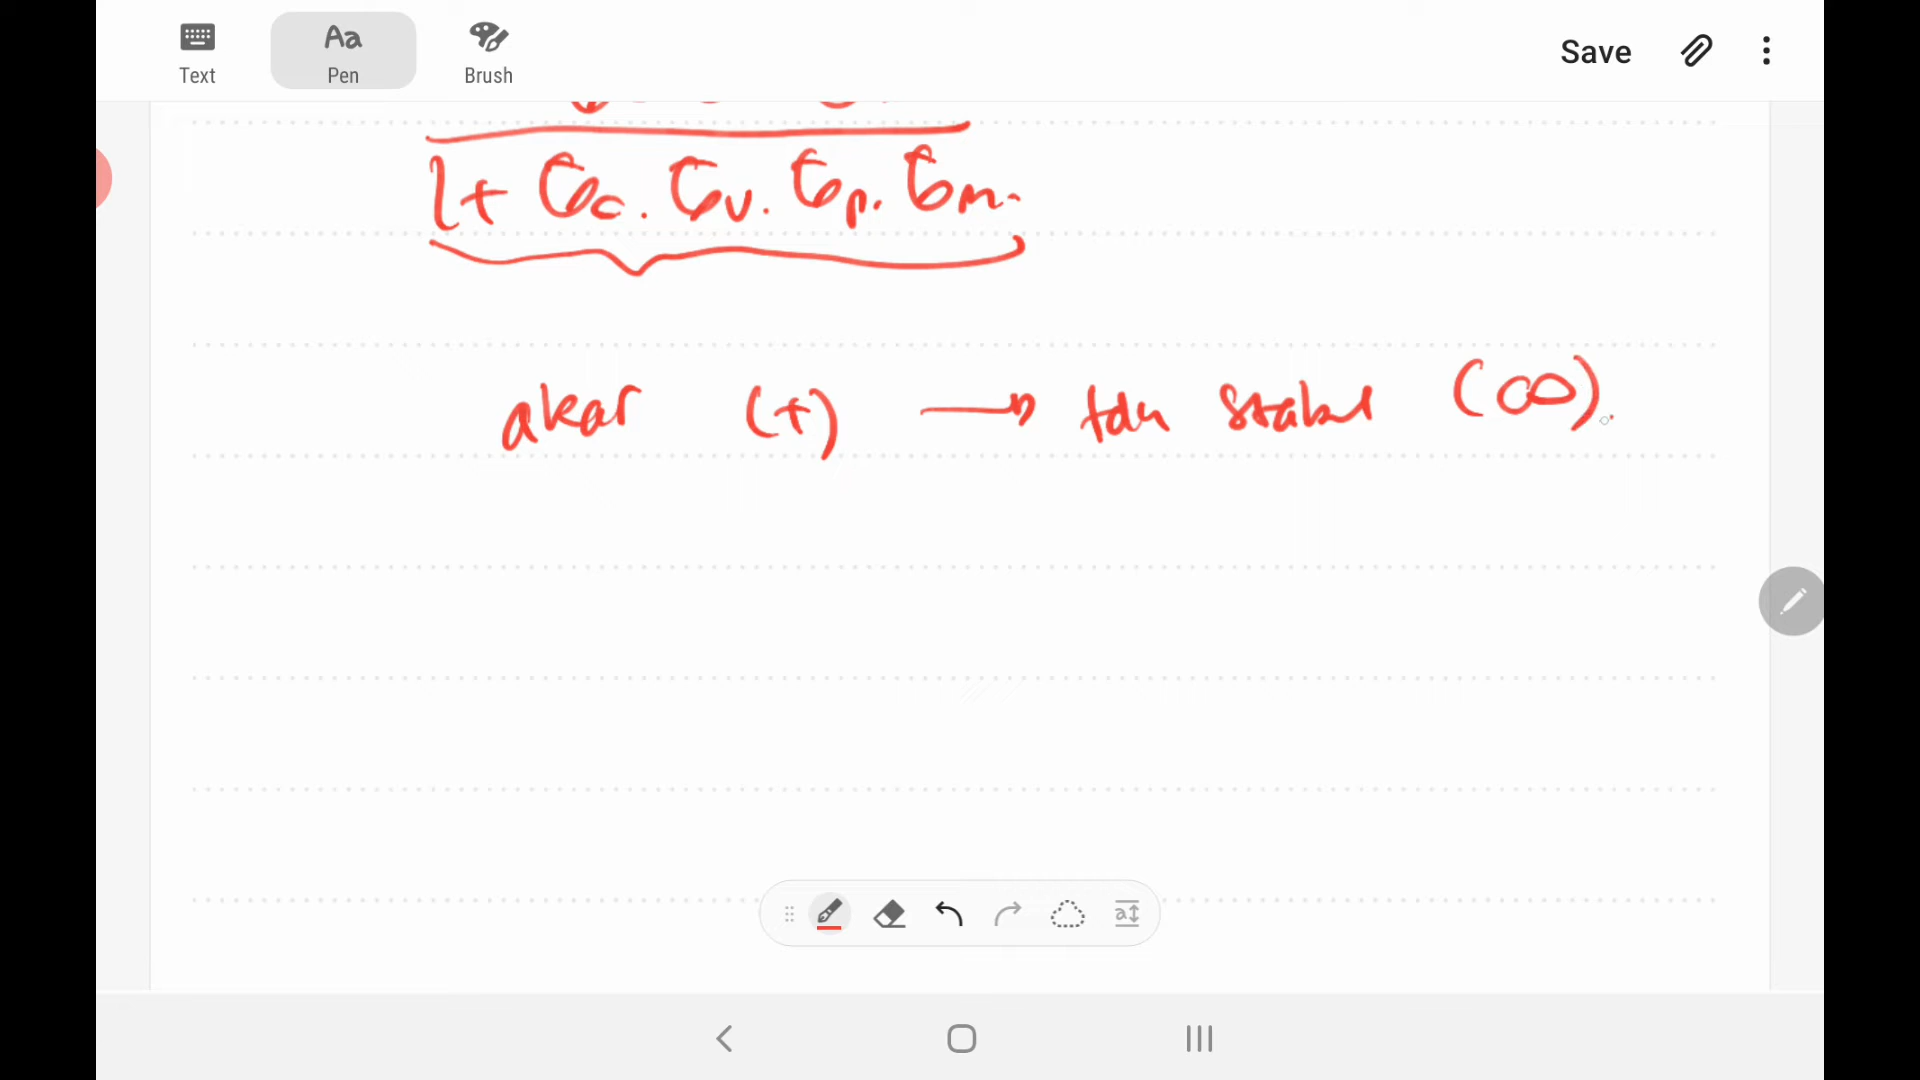 Text Aa Pen Brush Save
1 + Gc . Gv . Gp . Gm .
akar (+) → tdk stabil (∞) .